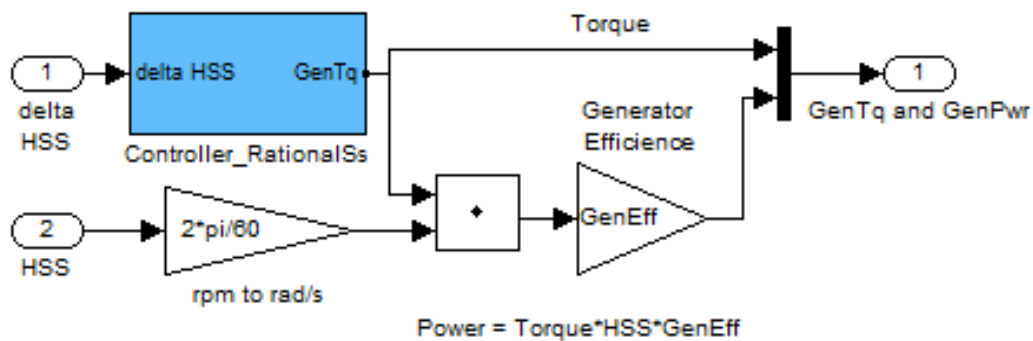 Torque
1
delta HSS
GenTq
1
delta
HSS
Generator
Efficience
GenTq and GenPwr
Controller_RationalSs
2
2*pi/60
GenEff
HSS
rpm to rad/s
Power = Torque*HSS*GenEff